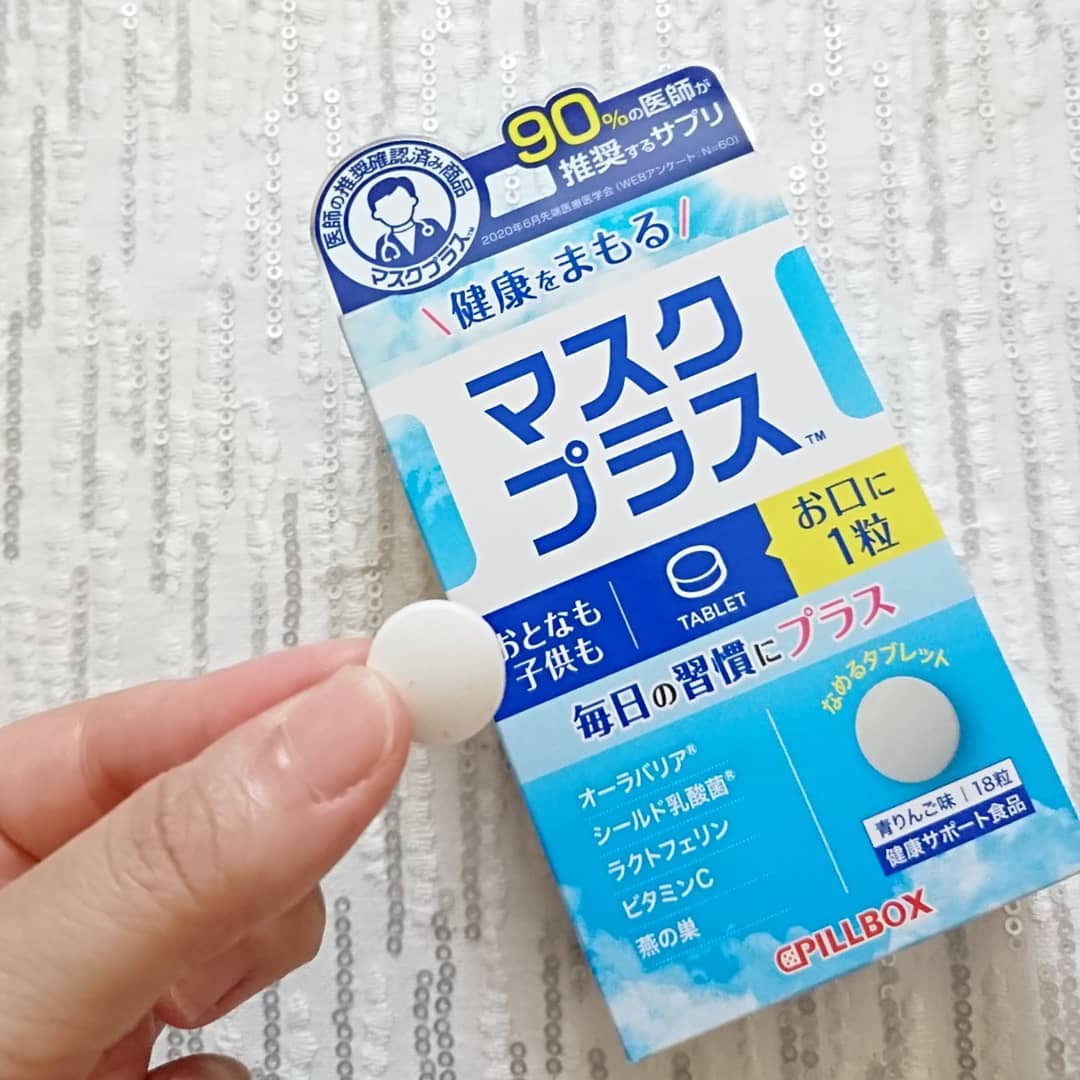 医師の推奨確認済み商品
マスクプラス™
90%の医師が
推奨するサプリ
2020年6月先端医療医学会(WEBアンケート:N=60)
\健康をまもる/
マスク
プラス™
おとなも
子供も
TABLET
お口に
1粒
毎日の習慣にプラス
オーラバリア®
シールド乳酸菌®
ラクトフェリン
ビタミンC
燕の巣
なめるタブレット
青りんご味|18粒
健康サポート食品
PILLBOX